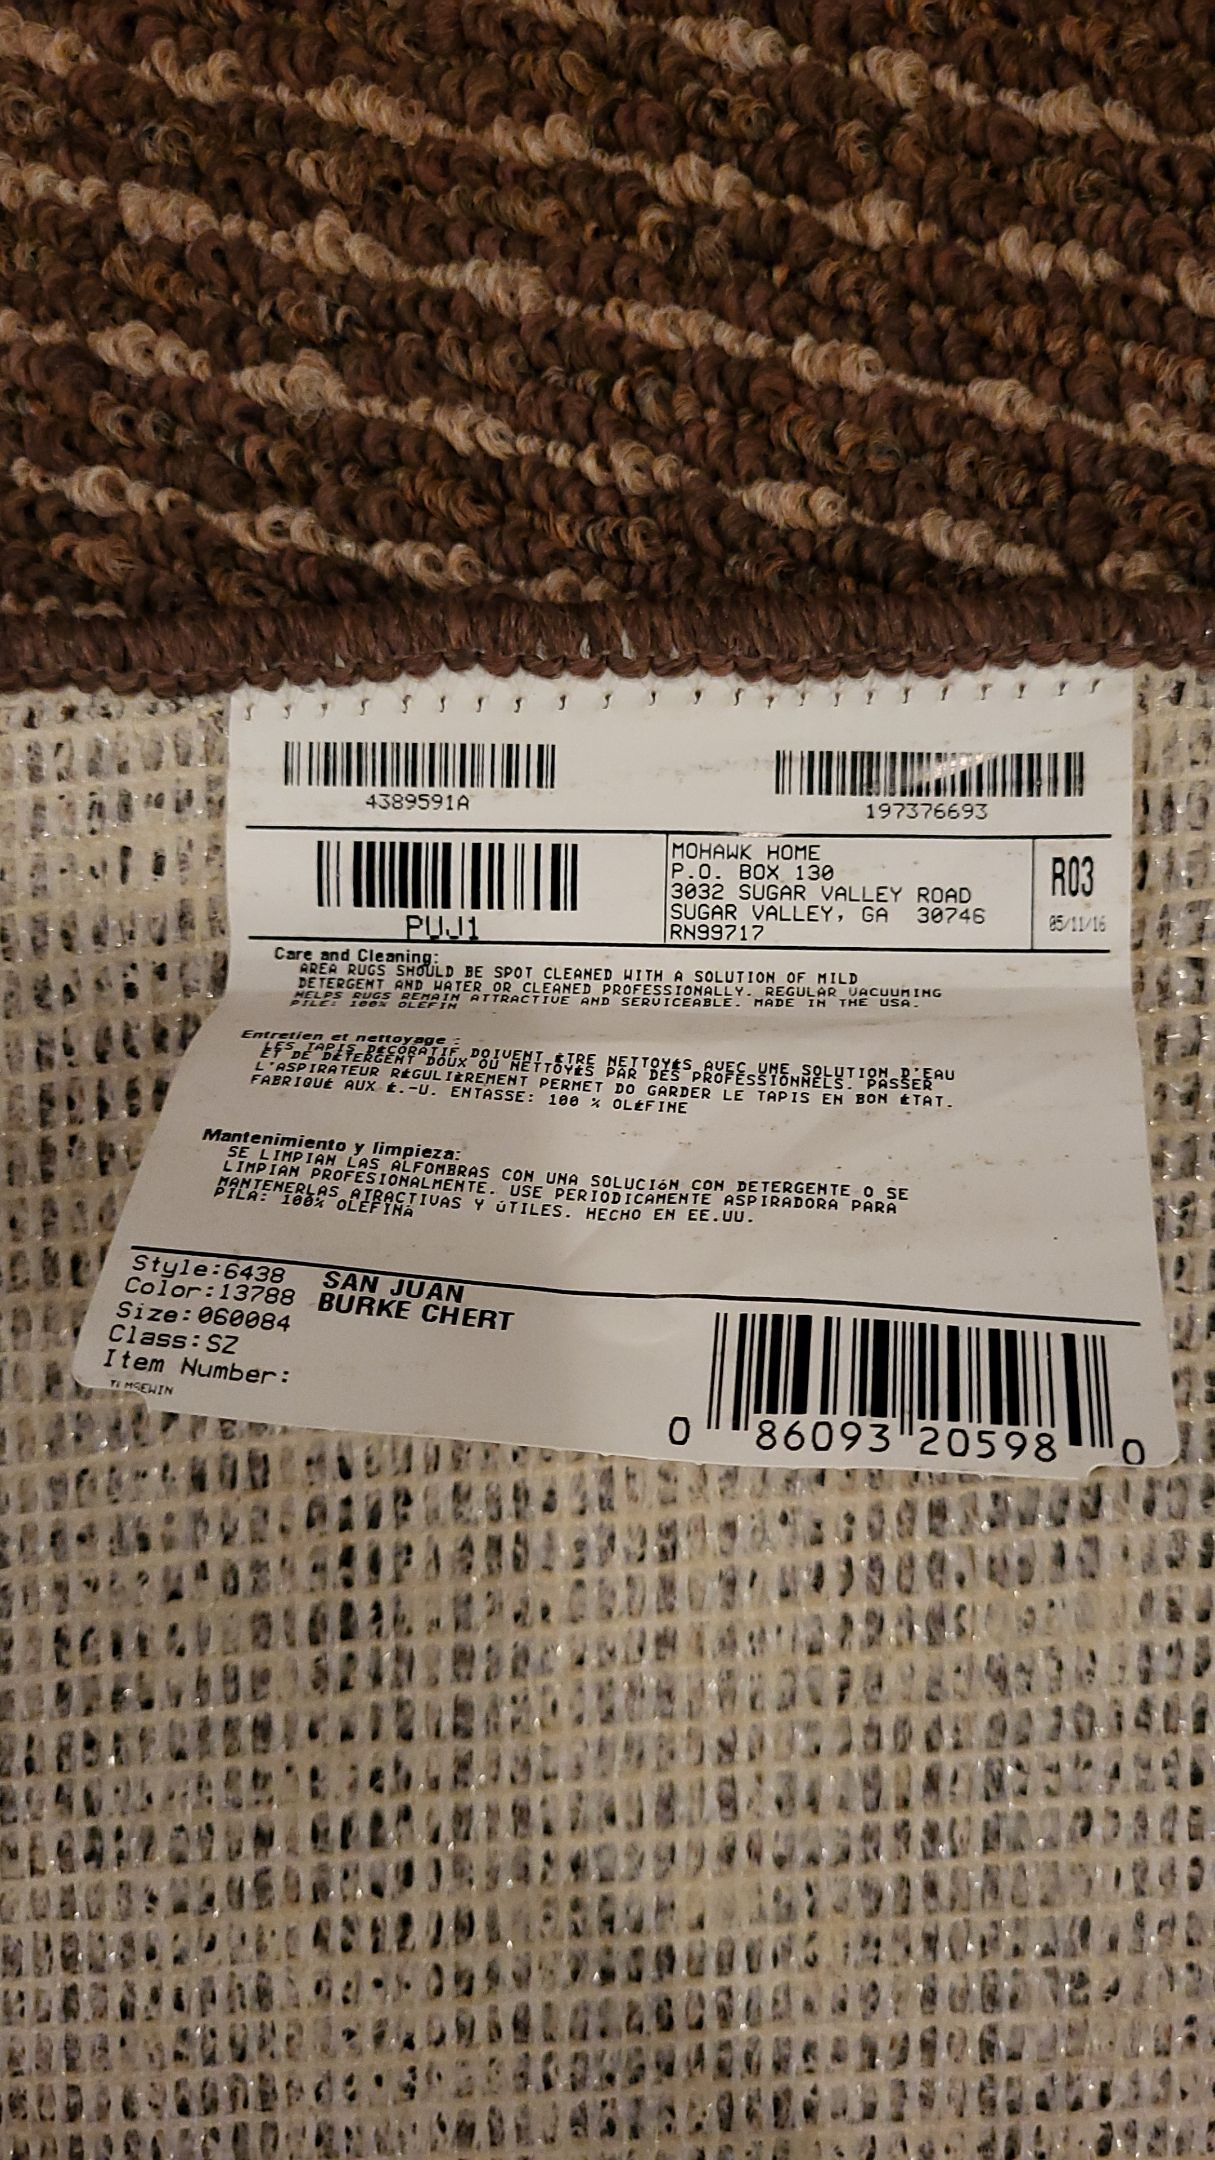 4389591A
197376693
PUJ1
MOHAWK HOME
P.O. BOX 130
3032 SUGAR VALLEY ROAD
SUGAR VALLEY, GA 30746
RN99717
R03
05/11/16
Care and Cleaning:
AREA RUGS SHOULD BE SPOT CLEANED WITH A SOLUTION OF MILD
DETERGENT AND WATER OR CLEANED PROFESSIONALLY. REGULAR VACUUMING
HELPS RUGS REMAIN ATTRACTIVE AND SERVICEABLE. MADE IN THE USA.
PILE: 100% OLEFIN
Entretien et nettoyage :
LES TAPIS DÉCORATIF DOIVENT ÊTRE NETTOYÉS AVEC UNE SOLUTION D'EAU
ET DE DÉTERGENT DOUX OU NETTOYÉS PAR DES PROFESSIONNELS. PASSER
L'ASPIRATEUR RÉGULIÈREMENT PERMET DO GARDER LE TAPIS EN BON ÉTAT.
FABRIQUÉ AUX É.-U. ENTASSE: 100 % OLÉFINE
Mantenimiento y limpieza:
SE LIMPIAN LAS ALFOMBRAS CON UNA SOLUCIóN CON DETERGENTE O SE
LIMPIAN PROFESIONALMENTE. USE PERIODICAMENTE ASPIRADORA PARA
MANTENERLAS ATRACTIVAS Y úTILES. HECHO EN EE.UU.
PILA: 100% OLEFINA
Style:6438
Color:13788
Size:060084
Class:SZ
Item Number:
SAN JUAN
BURKE CHERT
0 86093 20598 0